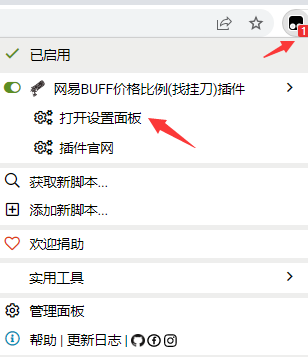 1
已启用
网易BUFF价格比例(找挂刀)插件
打开设置面板
插件官网
获取新脚本...
添加新脚本...
欢迎捐助
实用工具
管理面板
帮助 | 更新日志 |